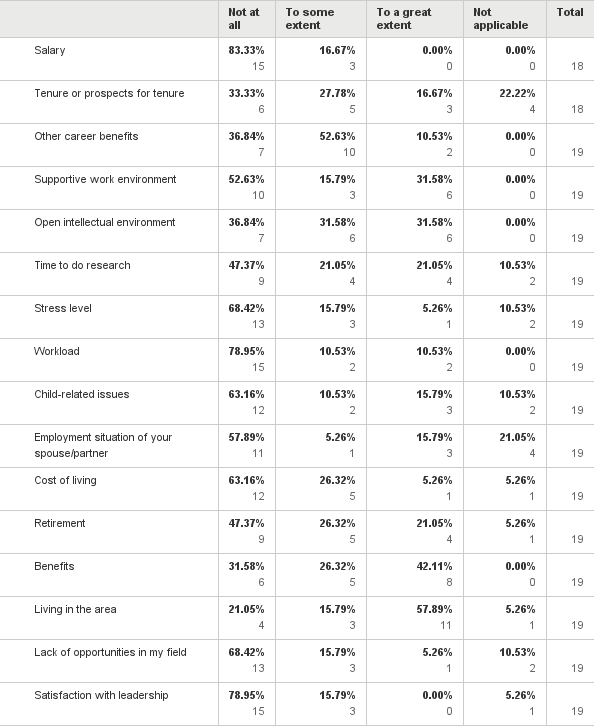 Not at all To some extent To a great extent Not applicable Total
Salary 83.33% 16.67% 0.00% 0.00%
15 3 0 0 18
Tenure or prospects for tenure 33.33% 27.78% 16.67% 22.22%
6 5 3 4 18
Other career benefits 36.84% 52.63% 10.53% 0.00%
7 10 2 0 19
Supportive work environment 52.63% 15.79% 31.58% 0.00%
10 3 6 0 19
Open intellectual environment 36.84% 31.58% 31.58% 0.00%
7 6 6 0 19
Time to do research 47.37% 21.05% 21.05% 10.53%
9 4 4 2 19
Stress level 68.42% 15.79% 5.26% 10.53%
13 3 1 2 19
Workload 78.95% 10.53% 10.53% 0.00%
15 2 2 0 19
Child-related issues 63.16% 10.53% 15.79% 10.53%
12 2 3 2 19
Employment situation of your 57.89% 5.26% 15.79% 21.05%
spouse/partner 11 1 3 4 19
Cost of living 63.16% 26.32% 5.26% 5.26%
12 5 1 1 19
Retirement 47.37% 26.32% 21.05% 5.26%
9 5 4 1 19
Benefits 31.58% 26.32% 42.11% 0.00%
6 5 8 0 19
Living in the area 21.05% 15.79% 57.89% 5.26%
4 3 11 1 19
Lack of opportunities in my field 68.42% 15.79% 5.26% 10.53%
13 3 1 2 19
Satisfaction with leadership 78.95% 15.79% 0.00% 5.26%
15 3 0 1 19